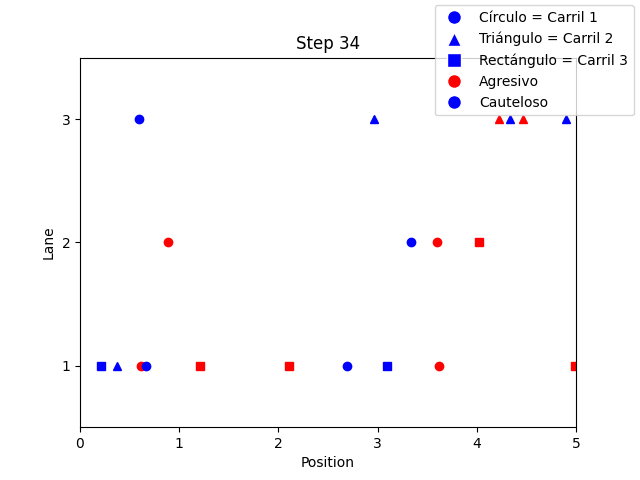 Step 34
Círculo = Carril 1
Triángulo = Carril 2
Rectángulo = Carril 3
Agresivo
Cauteloso
Lane
3
2
1
0 1 2 3 4 5
Position